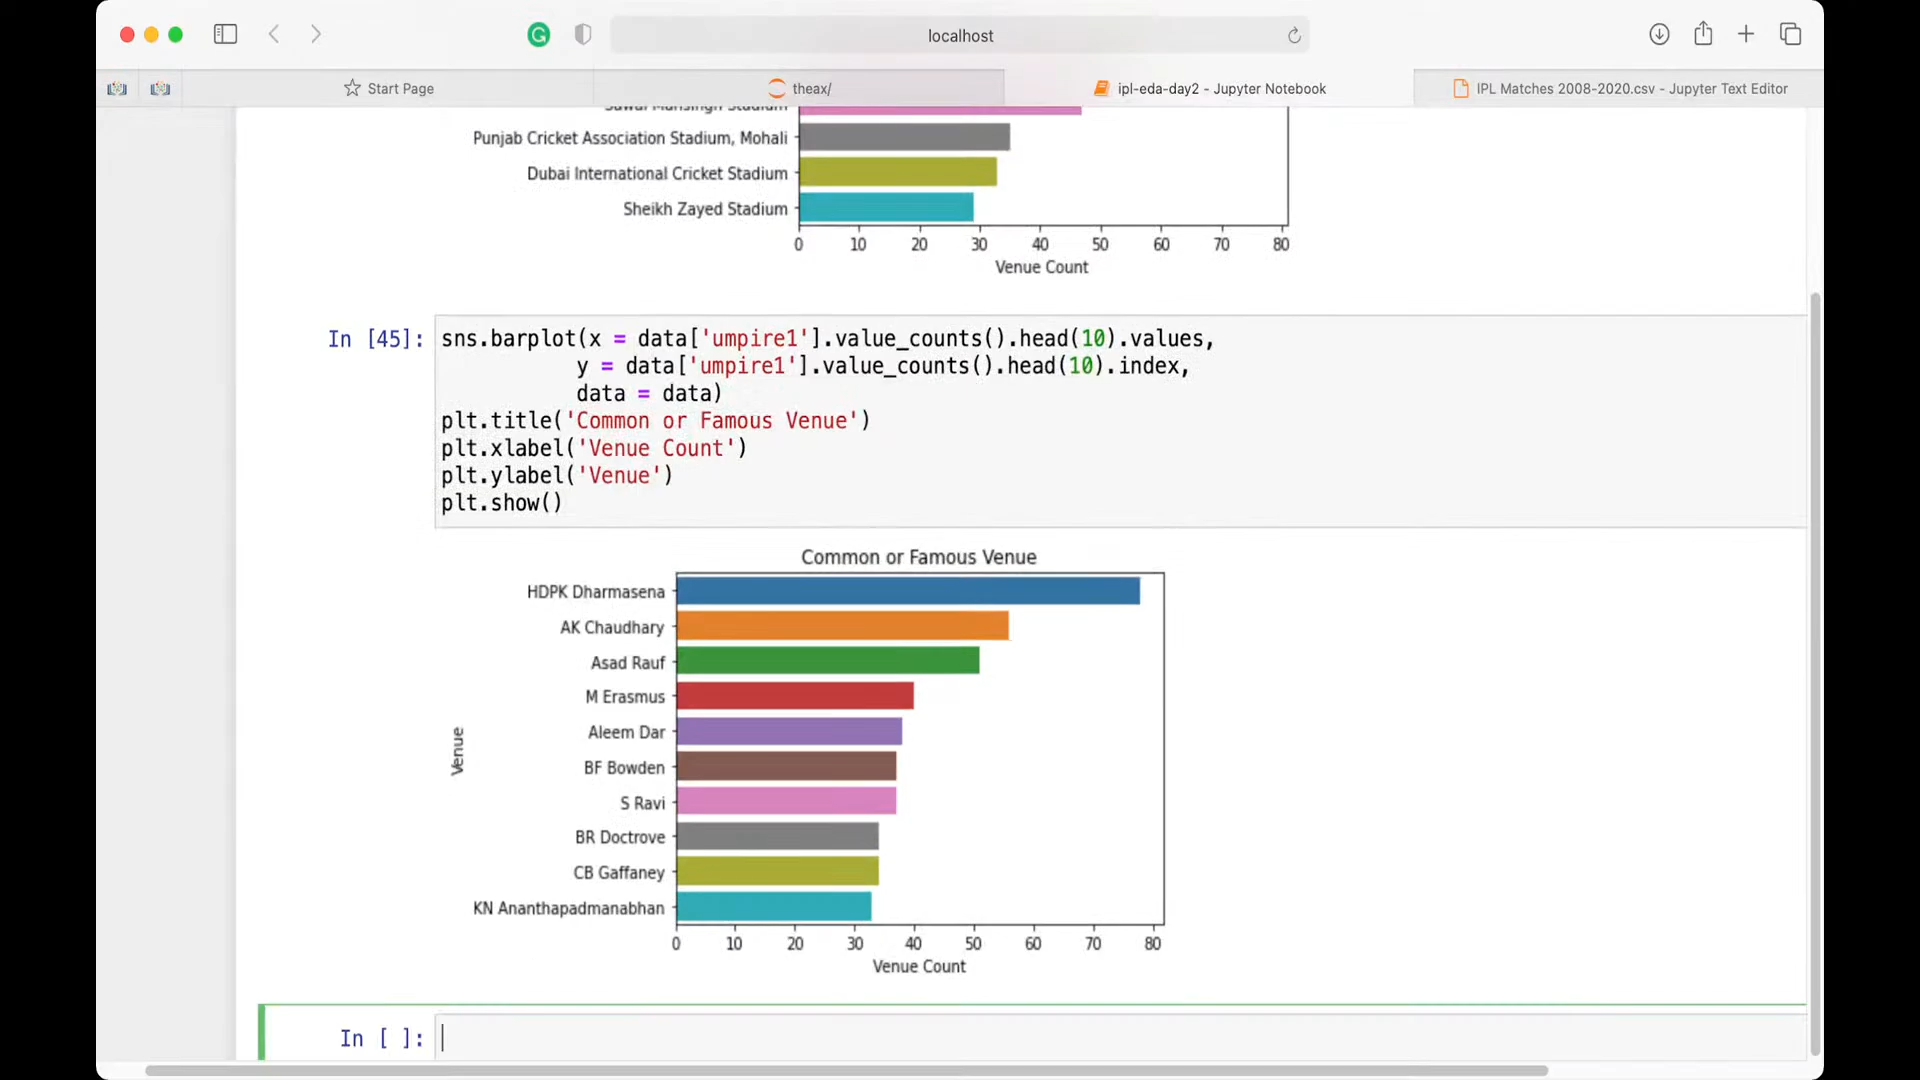 localhost
Start Page
theax/
ipl-eda-day2 - Jupyter Notebook
IPL Matches 2008-2020.csv - Jupyter Text Editor
Sawai Mansingh Stadium
Punjab Cricket Association Stadium, Mohali
Dubai International Cricket Stadium
Sheikh Zayed Stadium
0 10 20 30 40 50 60 70 80
Venue Count
In [45]: sns.barplot(x = data['umpire1'].value_counts().head(10).values,
y = data['umpire1'].value_counts().head(10).index,
data = data)
plt.title('Common or Famous Venue')
plt.xlabel('Venue Count')
plt.ylabel('Venue')
plt.show()
Common or Famous Venue
HDPK Dharmasena
AK Chaudhary
Asad Rauf
M Erasmus
Aleem Dar
Venue
BF Bowden
S Ravi
BR Doctrove
CB Gaffaney
KN Ananthapadmanabhan
0 10 20 30 40 50 60 70 80
Venue Count
In [ ]: